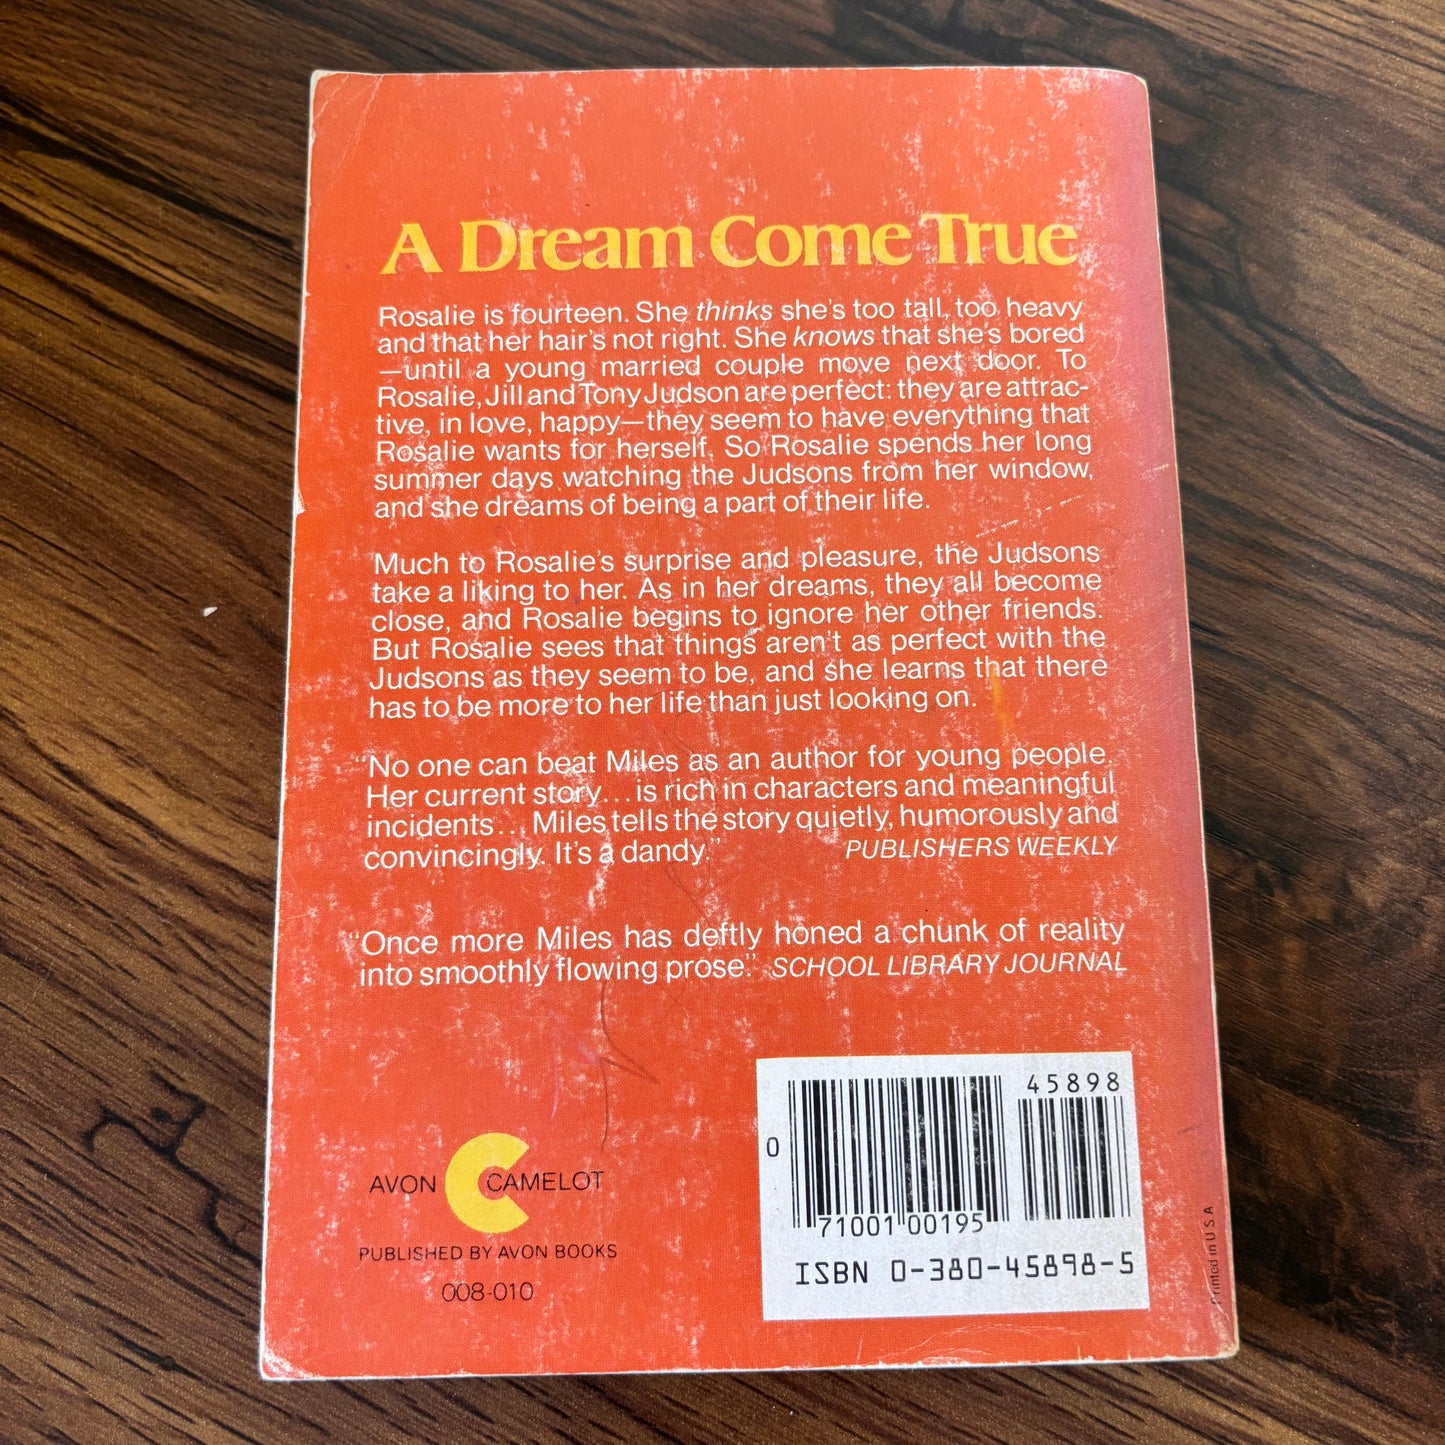 A Dream Come True
Rosalie is fourteen. She thinks she's too tall, too heavy
and that her hair's not right. She knows that she's bored
—until a young married couple move next door. To
Rosalie, Jill and Tony Judson are perfect: they are attrac-
tive, in love, happy—they seem to have everything that
Rosalie wants for herself. So Rosalie spends her long
summer days watching the Judsons from her window,
and she dreams of being a part of their life.
Much to Rosalie's surprise and pleasure, the Judsons
take a liking to her. As in her dreams, they all become
close, and Rosalie begins to ignore her other friends.
But Rosalie sees that things aren't as perfect with the
Judsons as they seem to be, and she learns that there
has to be more to her life than just looking on.
"No one can beat Miles as an author for young people.
Her current story...is rich in characters and meaningful
incidents... Miles tells the story quietly, humorously and
convincingly. It's a dandy." PUBLISHERS WEEKLY
"Once more Miles has deftly honed a chunk of reality
into smoothly flowing prose." SCHOOL LIBRARY JOURNAL
AVON CAMELOT
PUBLISHED BY AVON BOOKS
008-010
45898
0
71001 00195
ISBN 0-380-45898-5
Printed in U.S.A